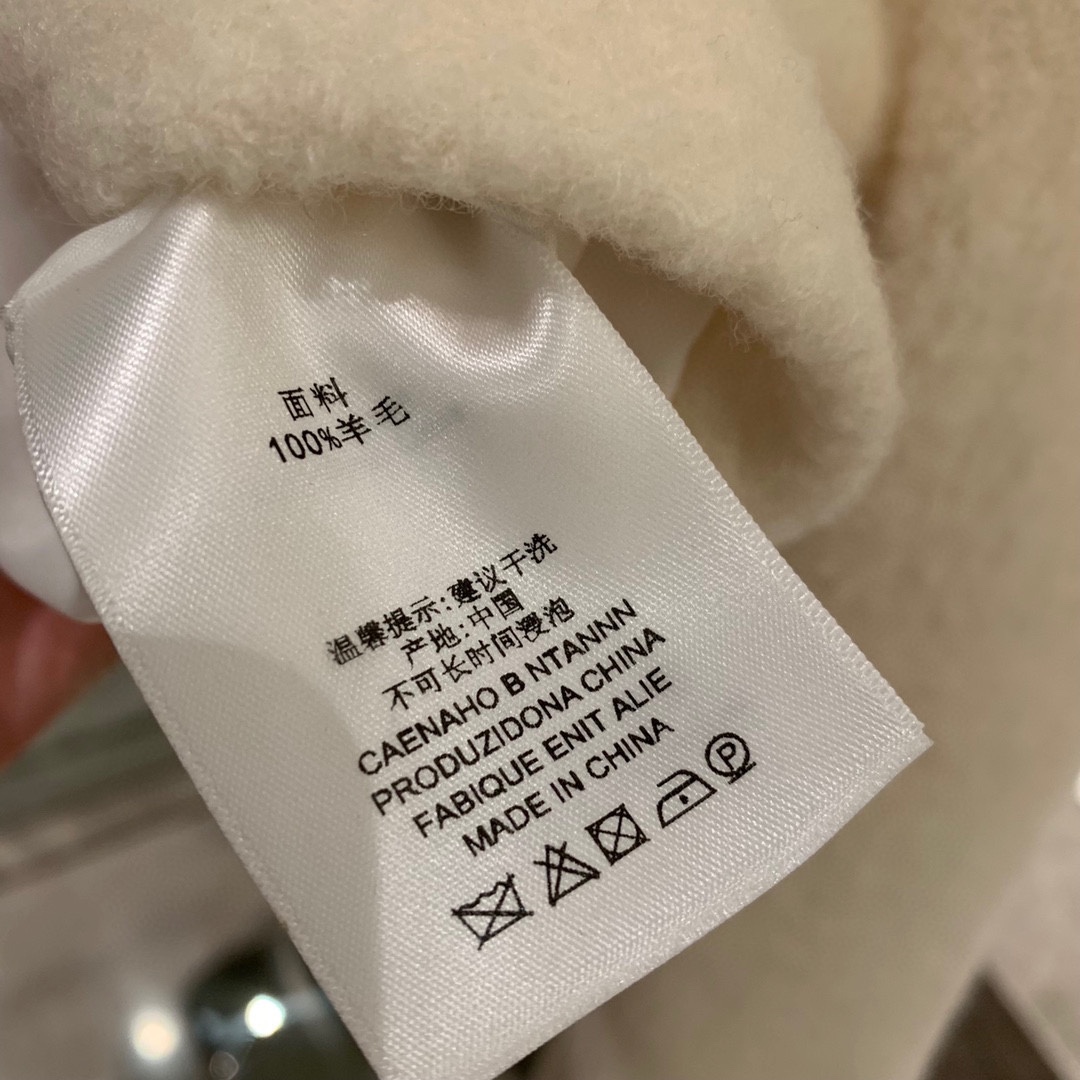 面料
100%羊毛
温馨提示:建议干洗
产地:中国
不可长时间浸泡
CAENAHO B NTANNN
PRODUZIDONA CHINA
FABIQUE ENIT ALIE
MADE IN CHINA
P